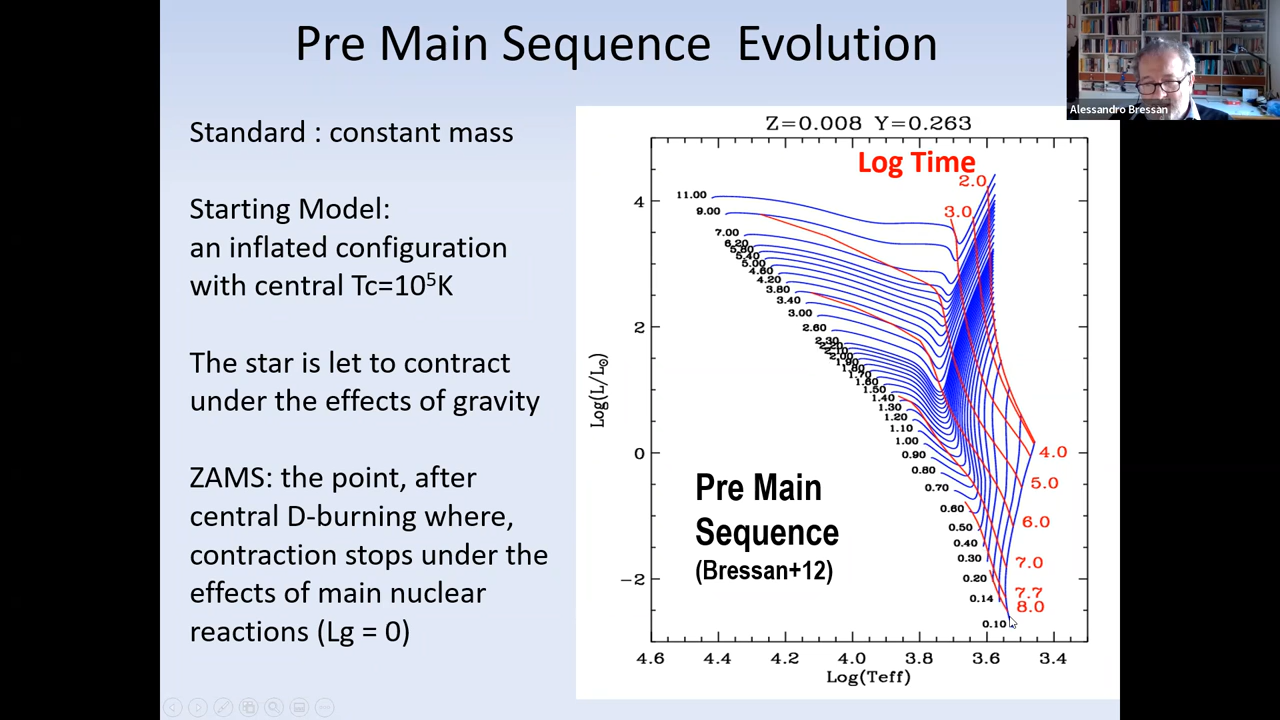 Pre Main Sequence Evolution
Alessandro Bressan
Standard : constant mass
Starting Model:
an inflated configuration
with central Tc=10⁵K
The star is let to contract
under the effects of gravity
ZAMS: the point, after
central D-burning where,
contraction stops under the
effects of main nuclear
reactions (Lg = 0)
Z=0.008 Y=0.263
Log Time
2.0
3.0
4.0
5.0
6.0
7.0
7.7
8.0
11.00
9.00
7.00
6.20
5.80
5.40
5.00
4.60
4.20
3.80
3.40
3.00
2.60
2.30
2.20
2.10
2.00
1.90
1.80
1.70
1.60
1.50
1.40
1.30
1.20
1.10
1.00
0.90
0.80
0.70
0.60
0.50
0.40
0.30
0.20
0.14
0.10
Pre Main
Sequence
(Bressan+12)
4
2
0
−2
Log(L/L⊙)
4.6 4.4 4.2 4.0 3.8 3.6 3.4
Log(Teff)